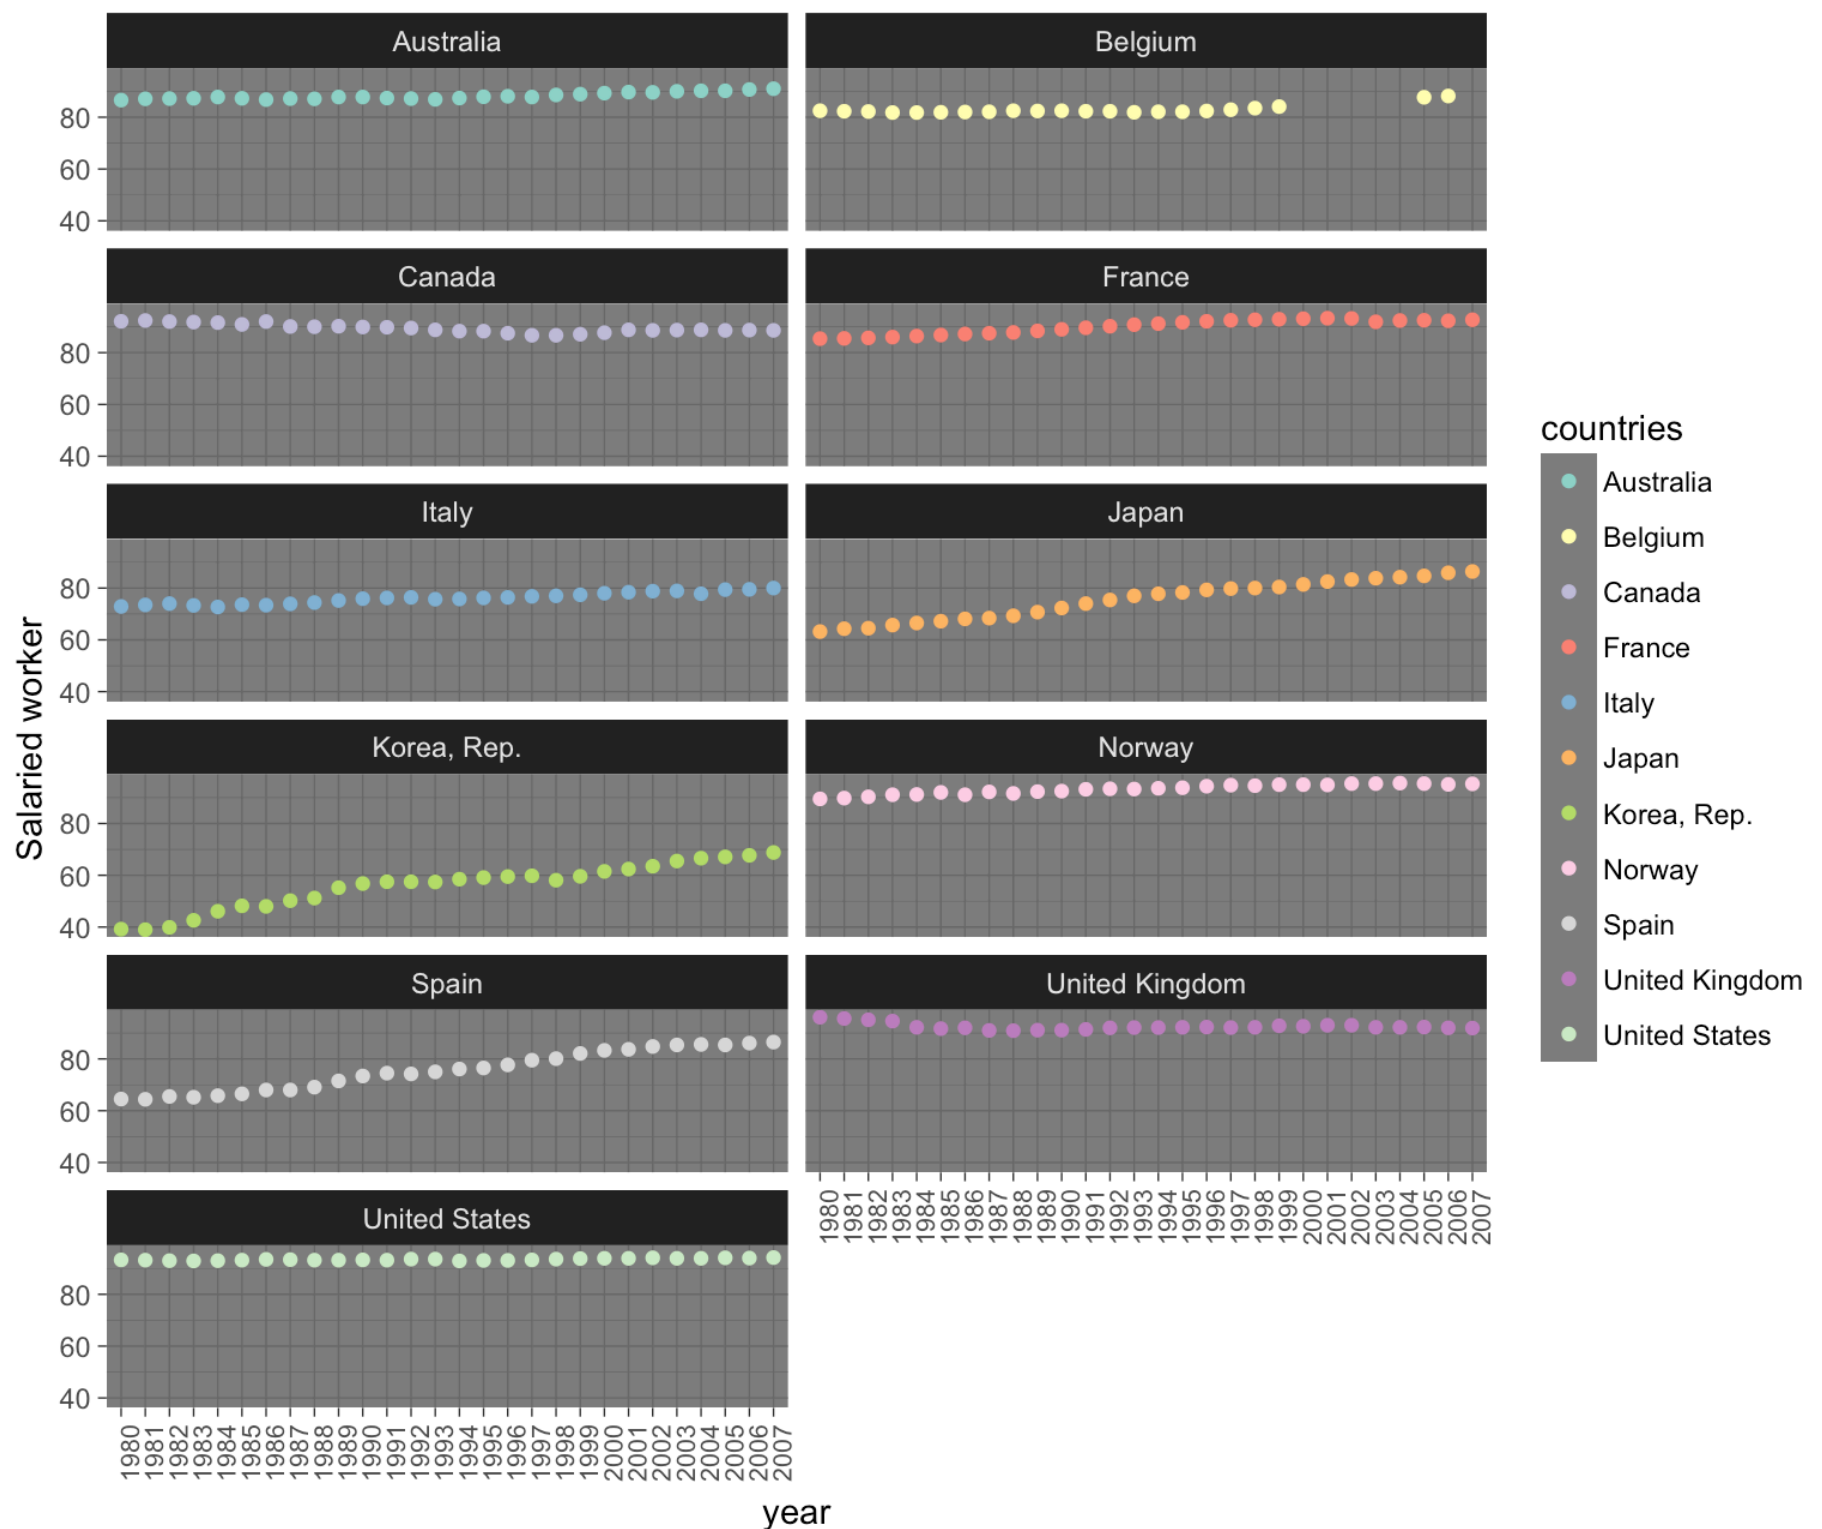 Australia
Belgium
80
60
40
Canada
France
80
60
40
Italy
Japan
80
60
40
Korea, Rep.
Norway
80
60
40
Spain
United Kingdom
80
60
40
1980 1981 1982 1983 1984 1985 1986 1987 1988 1989 1990 1991 1992 1993 1994 1995 1996 1997 1998 1999 2000 2001 2002 2003 2004 2005 2006 2007
United States
80
60
40
1980 1981 1982 1983 1984 1985 1986 1987 1988 1989 1990 1991 1992 1993 1994 1995 1996 1997 1998 1999 2000 2001 2002 2003 2004 2005 2006 2007
year
Salaried worker
countries
Australia
Belgium
Canada
France
Italy
Japan
Korea, Rep.
Norway
Spain
United Kingdom
United States